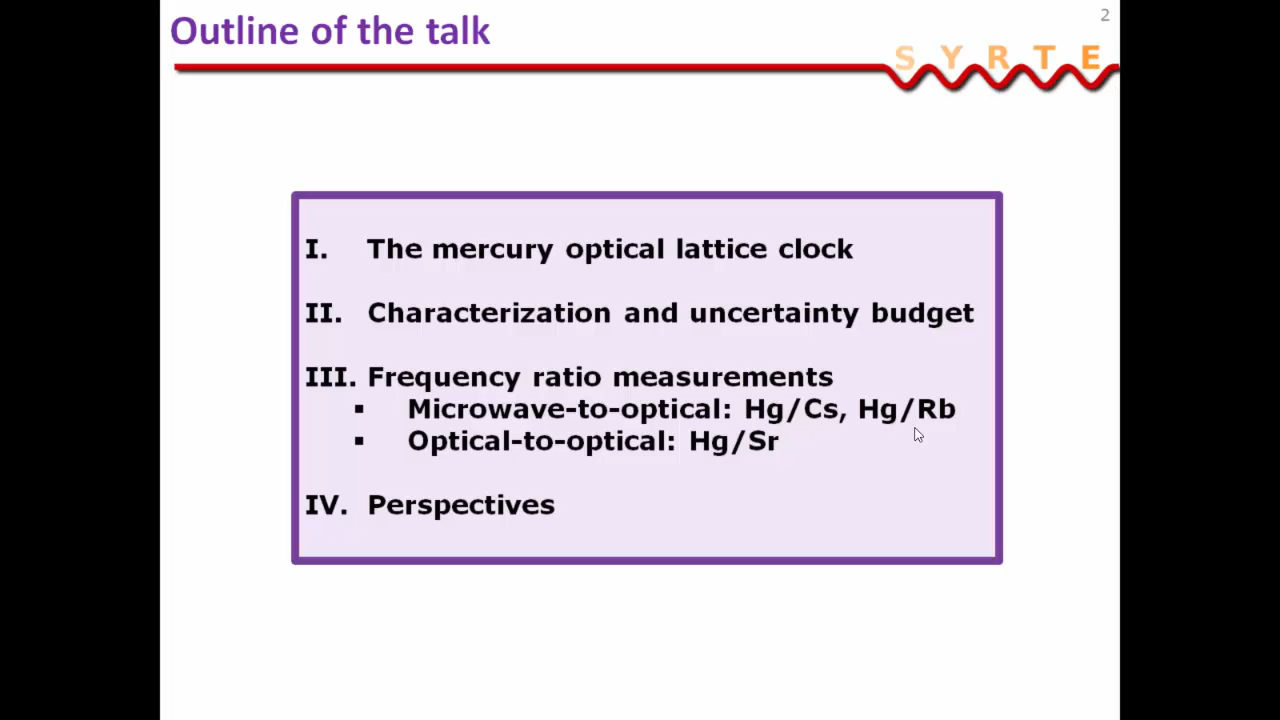 Outline of the talk
2
S Y R T E
I. The mercury optical lattice clock
II. Characterization and uncertainty budget
III. Frequency ratio measurements
▪ Microwave-to-optical: Hg/Cs, Hg/Rb
▪ Optical-to-optical: Hg/Sr
IV. Perspectives